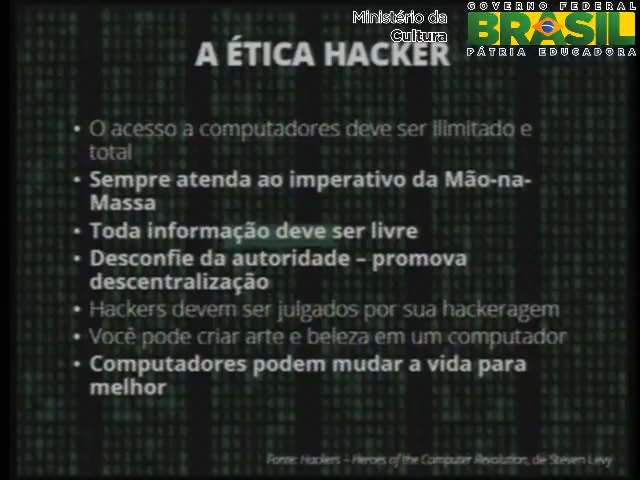 Ministério da
Cultura
GOVERNO FEDERAL
BRASIL
PÁTRIA EDUCADORA
A ÉTICA HACKER
• O acesso a computadores deve ser ilimitado e
total
• Sempre atenda ao imperativo da Mão-na-
Massa
• Toda informação deve ser livre
• Desconfie da autoridade – promova
descentralização
• Hackers devem ser julgados por sua hackeragem
• Você pode criar arte e beleza em um computador
• Computadores podem mudar a vida para
melhor
Fonte: Hackers – Heroes of the Computer Revolution, de Steven Levy